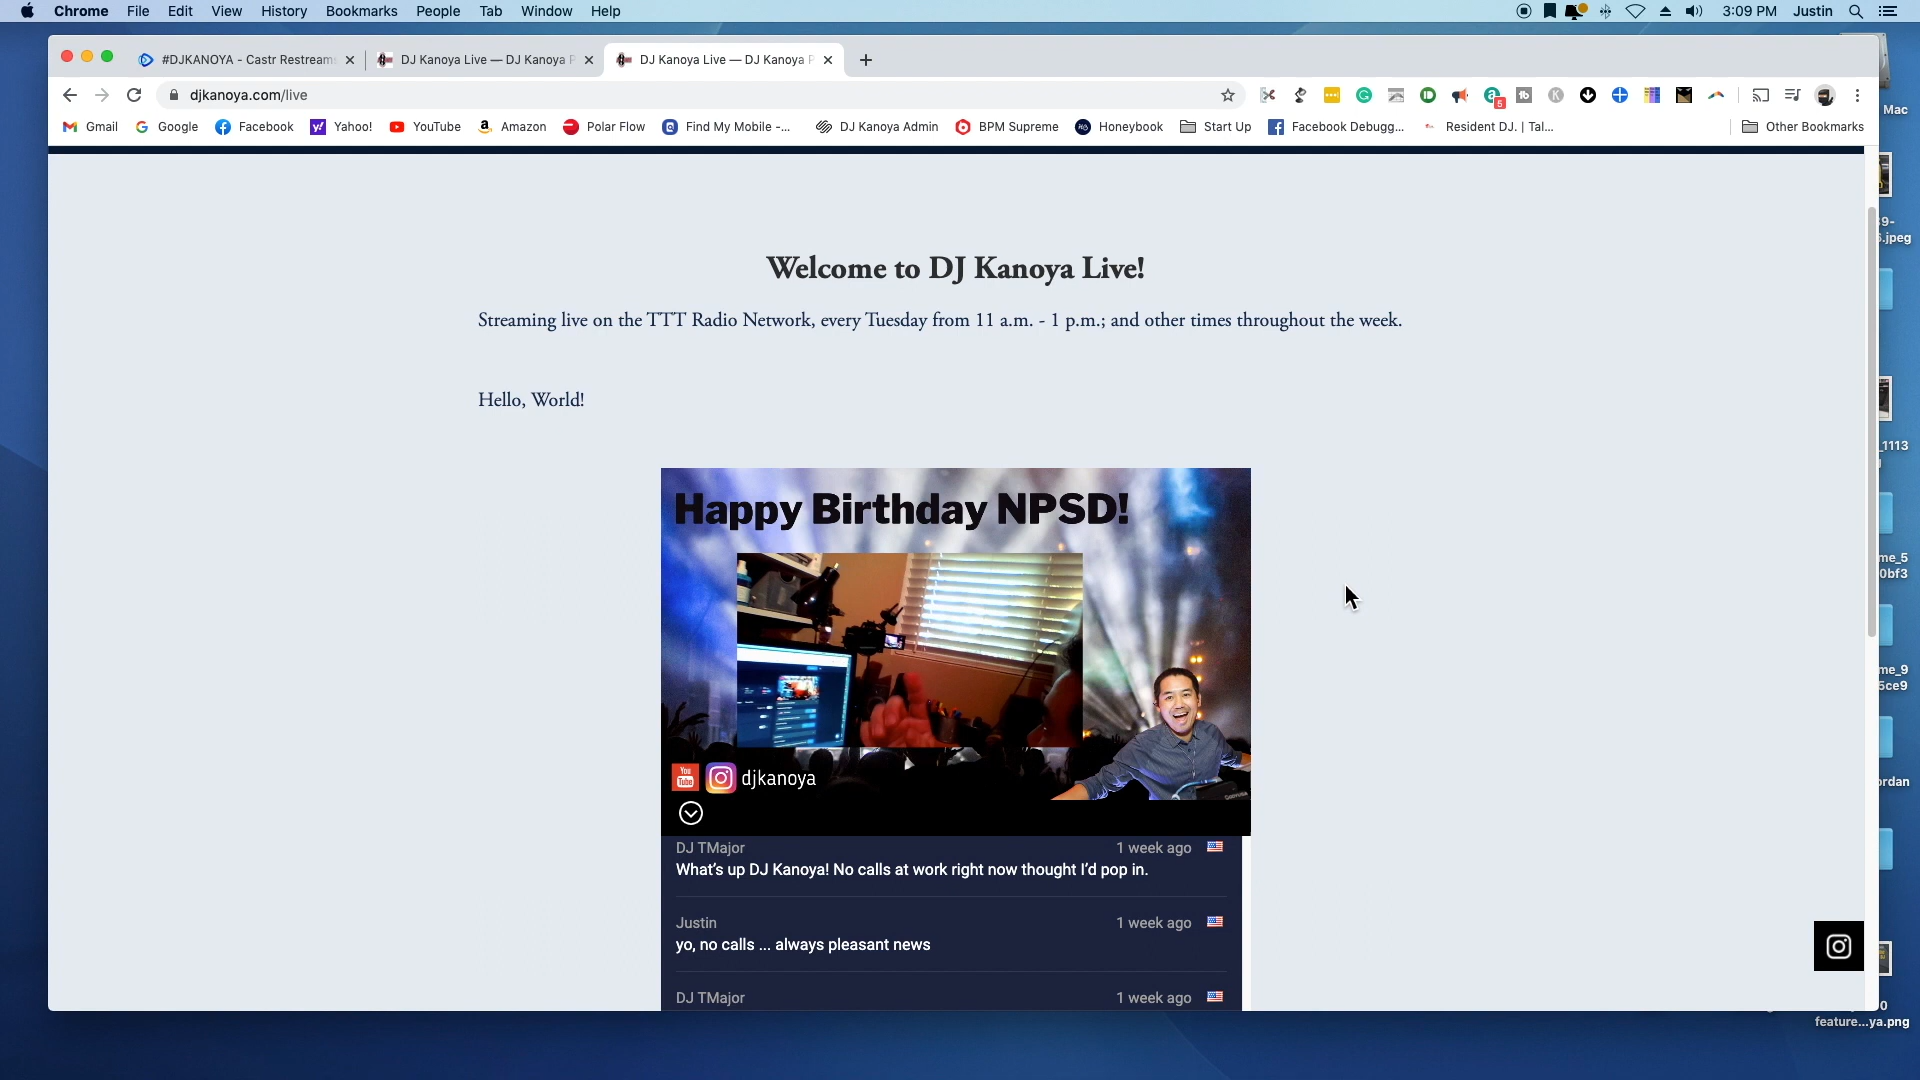 Chrome File Edit View History Bookmarks People Tab Window Help 3:09 PM Justin
#DJKANOYA - Castr Restream DJ Kanoya Live — DJ Kanoya P DJ Kanoya Live — DJ Kanoya P
djkanoya.com/live
5
Gmail Google Facebook Yahoo! YouTube Amazon Polar Flow Find My Mobile -... DJ Kanoya Admin BPM Supreme Honeybook Start Up Facebook Debugg... Resident DJ. | Tal... Other Bookmarks
Mac
Welcome to DJ Kanoya Live!
Streaming live on the TTT Radio Network, every Tuesday from 11 a.m. - 1 p.m.; and other times throughout the week.
Hello, World!
Happy Birthday NPSD!
You Tube djkanoya
DJ TMajor 1 week ago
What's up DJ Kanoya! No calls at work right now thought I'd pop in.
Justin 1 week ago
yo, no calls ... always pleasant news
DJ TMajor 1 week ago
feature...ya.png